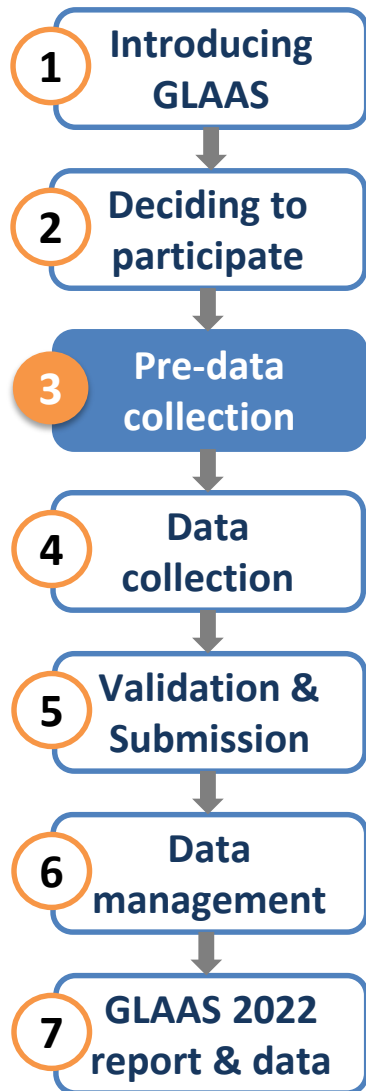 1
Introducing
GLAAS
2
Deciding to
participate
3
Pre-data
collection
4
Data
collection
5
Validation &
Submission
6
Data
management
7
GLAAS 2022
report & data